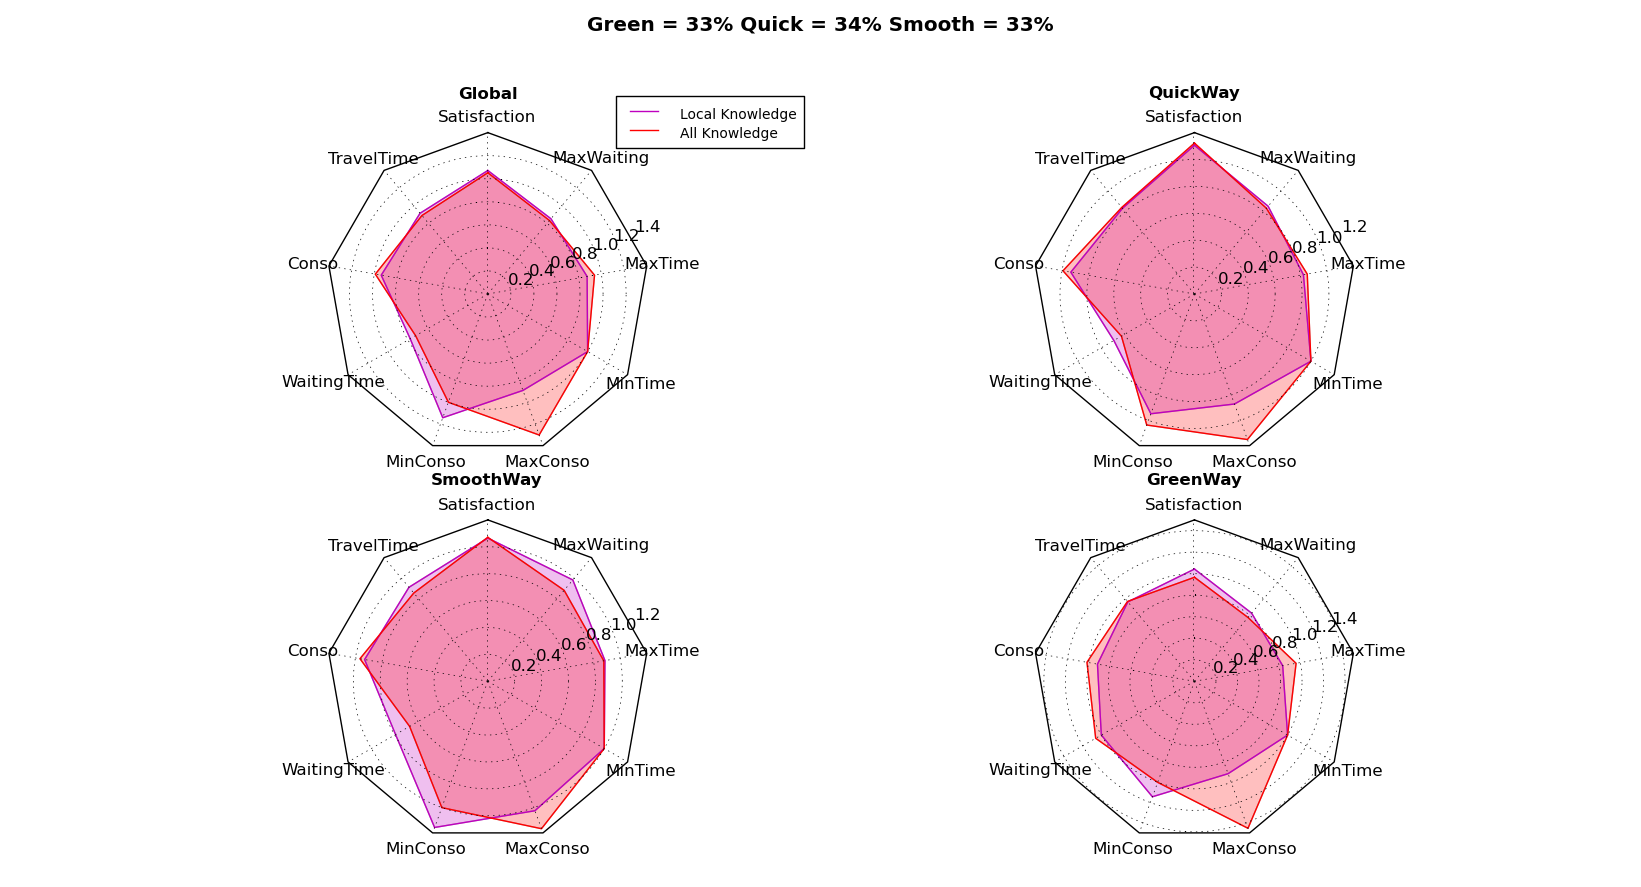 Green = 33% Quick = 34% Smooth = 33%
Global
Satisfaction
TravelTime
MaxWaiting
Conso
MaxTime
WaitingTime
MinTime
MinConso
MaxConso
0.2
0.4
0.6
0.8
1.0
1.2
1.4
Local Knowledge
All Knowledge
QuickWay
Satisfaction
TravelTime
MaxWaiting
Conso
MaxTime
WaitingTime
MinTime
MinConso
MaxConso
0.2
0.4
0.6
0.8
1.0
1.2
SmoothWay
Satisfaction
TravelTime
MaxWaiting
Conso
MaxTime
WaitingTime
MinTime
MinConso
MaxConso
0.2
0.4
0.6
0.8
1.0
1.2
GreenWay
Satisfaction
TravelTime
MaxWaiting
Conso
MaxTime
WaitingTime
MinTime
MinConso
MaxConso
0.2
0.4
0.6
0.8
1.0
1.2
1.4